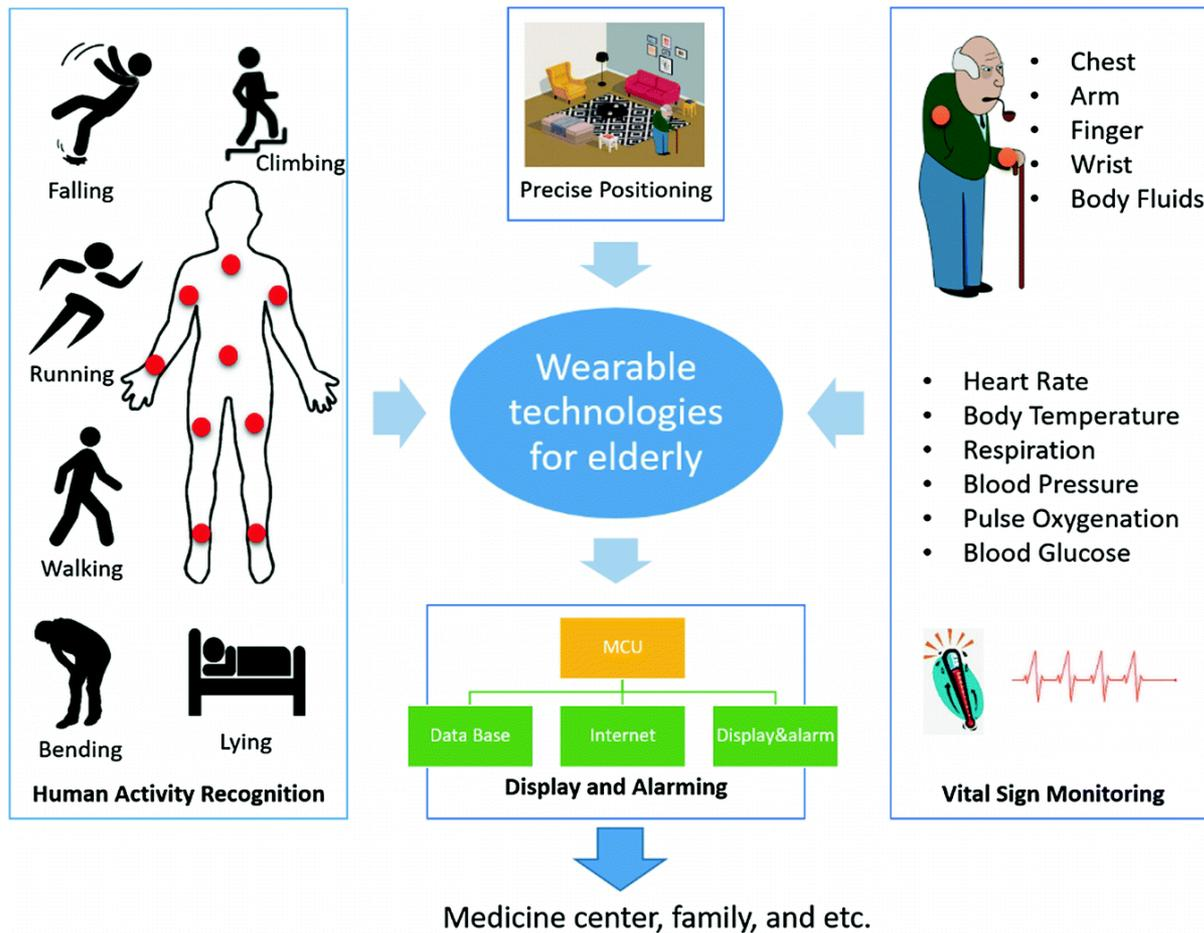 Falling
Climbing
Running
Walking
Bending
Lying
Human Activity Recognition
Precise Positioning
Wearable
technologies
for elderly
MCU
Data Base
Internet
Display&alarm
Display and Alarming
Medicine center, family, and etc.
• Chest
• Arm
• Finger
• Wrist
• Body Fluids
• Heart Rate
• Body Temperature
• Respiration
• Blood Pressure
• Pulse Oxygenation
• Blood Glucose
Vital Sign Monitoring